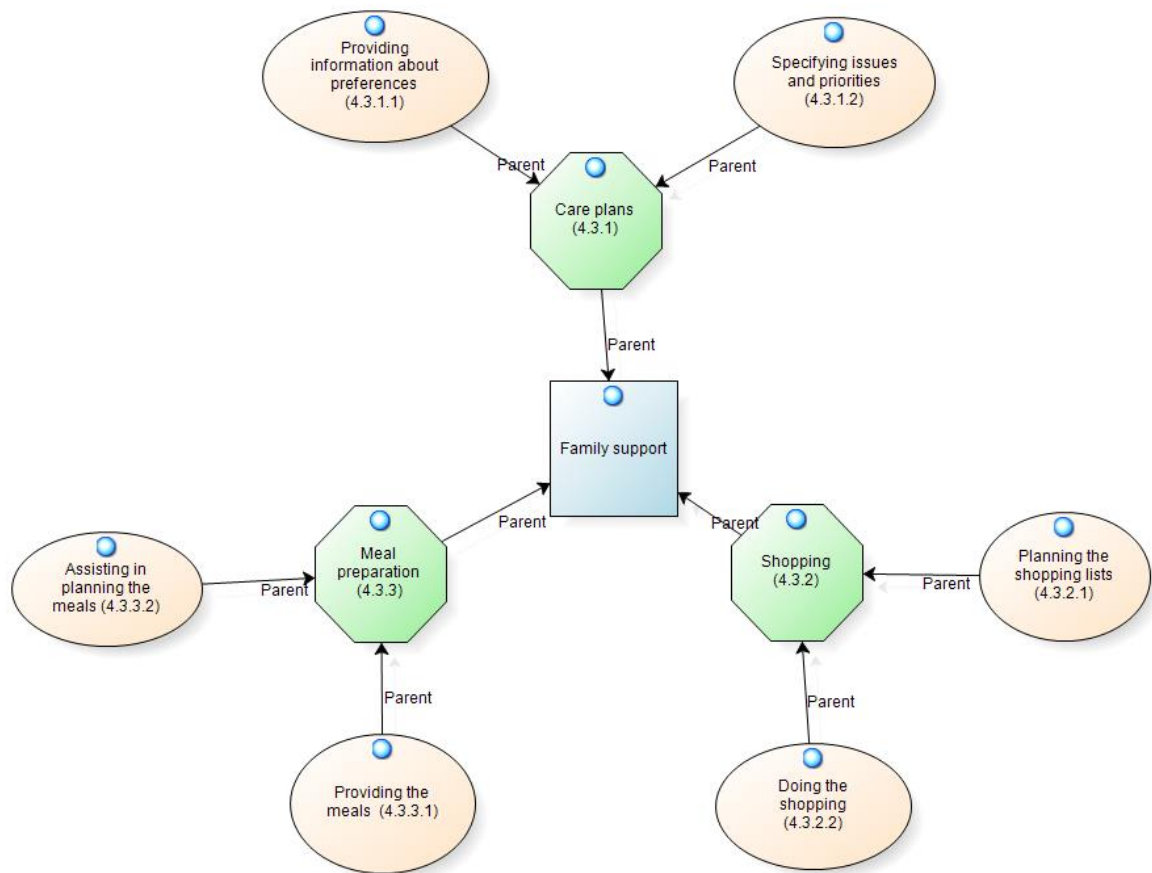 Providing
information about
preferences
(4.3.1.1)
Specifying issues
and priorities
(4.3.1.2)
Parent
Parent
Care plans
(4.3.1)
Parent
Family support
Parent
Parent
Meal
preparation
(4.3.3)
Shopping
(4.3.2)
Assisting in
planning the
meals (4.3.3.2)
Parent
Planning the
shopping lists
(4.3.2.1)
Parent
Parent
Parent
Providing the
meals (4.3.3.1)
Doing the
shopping
(4.3.2.2)